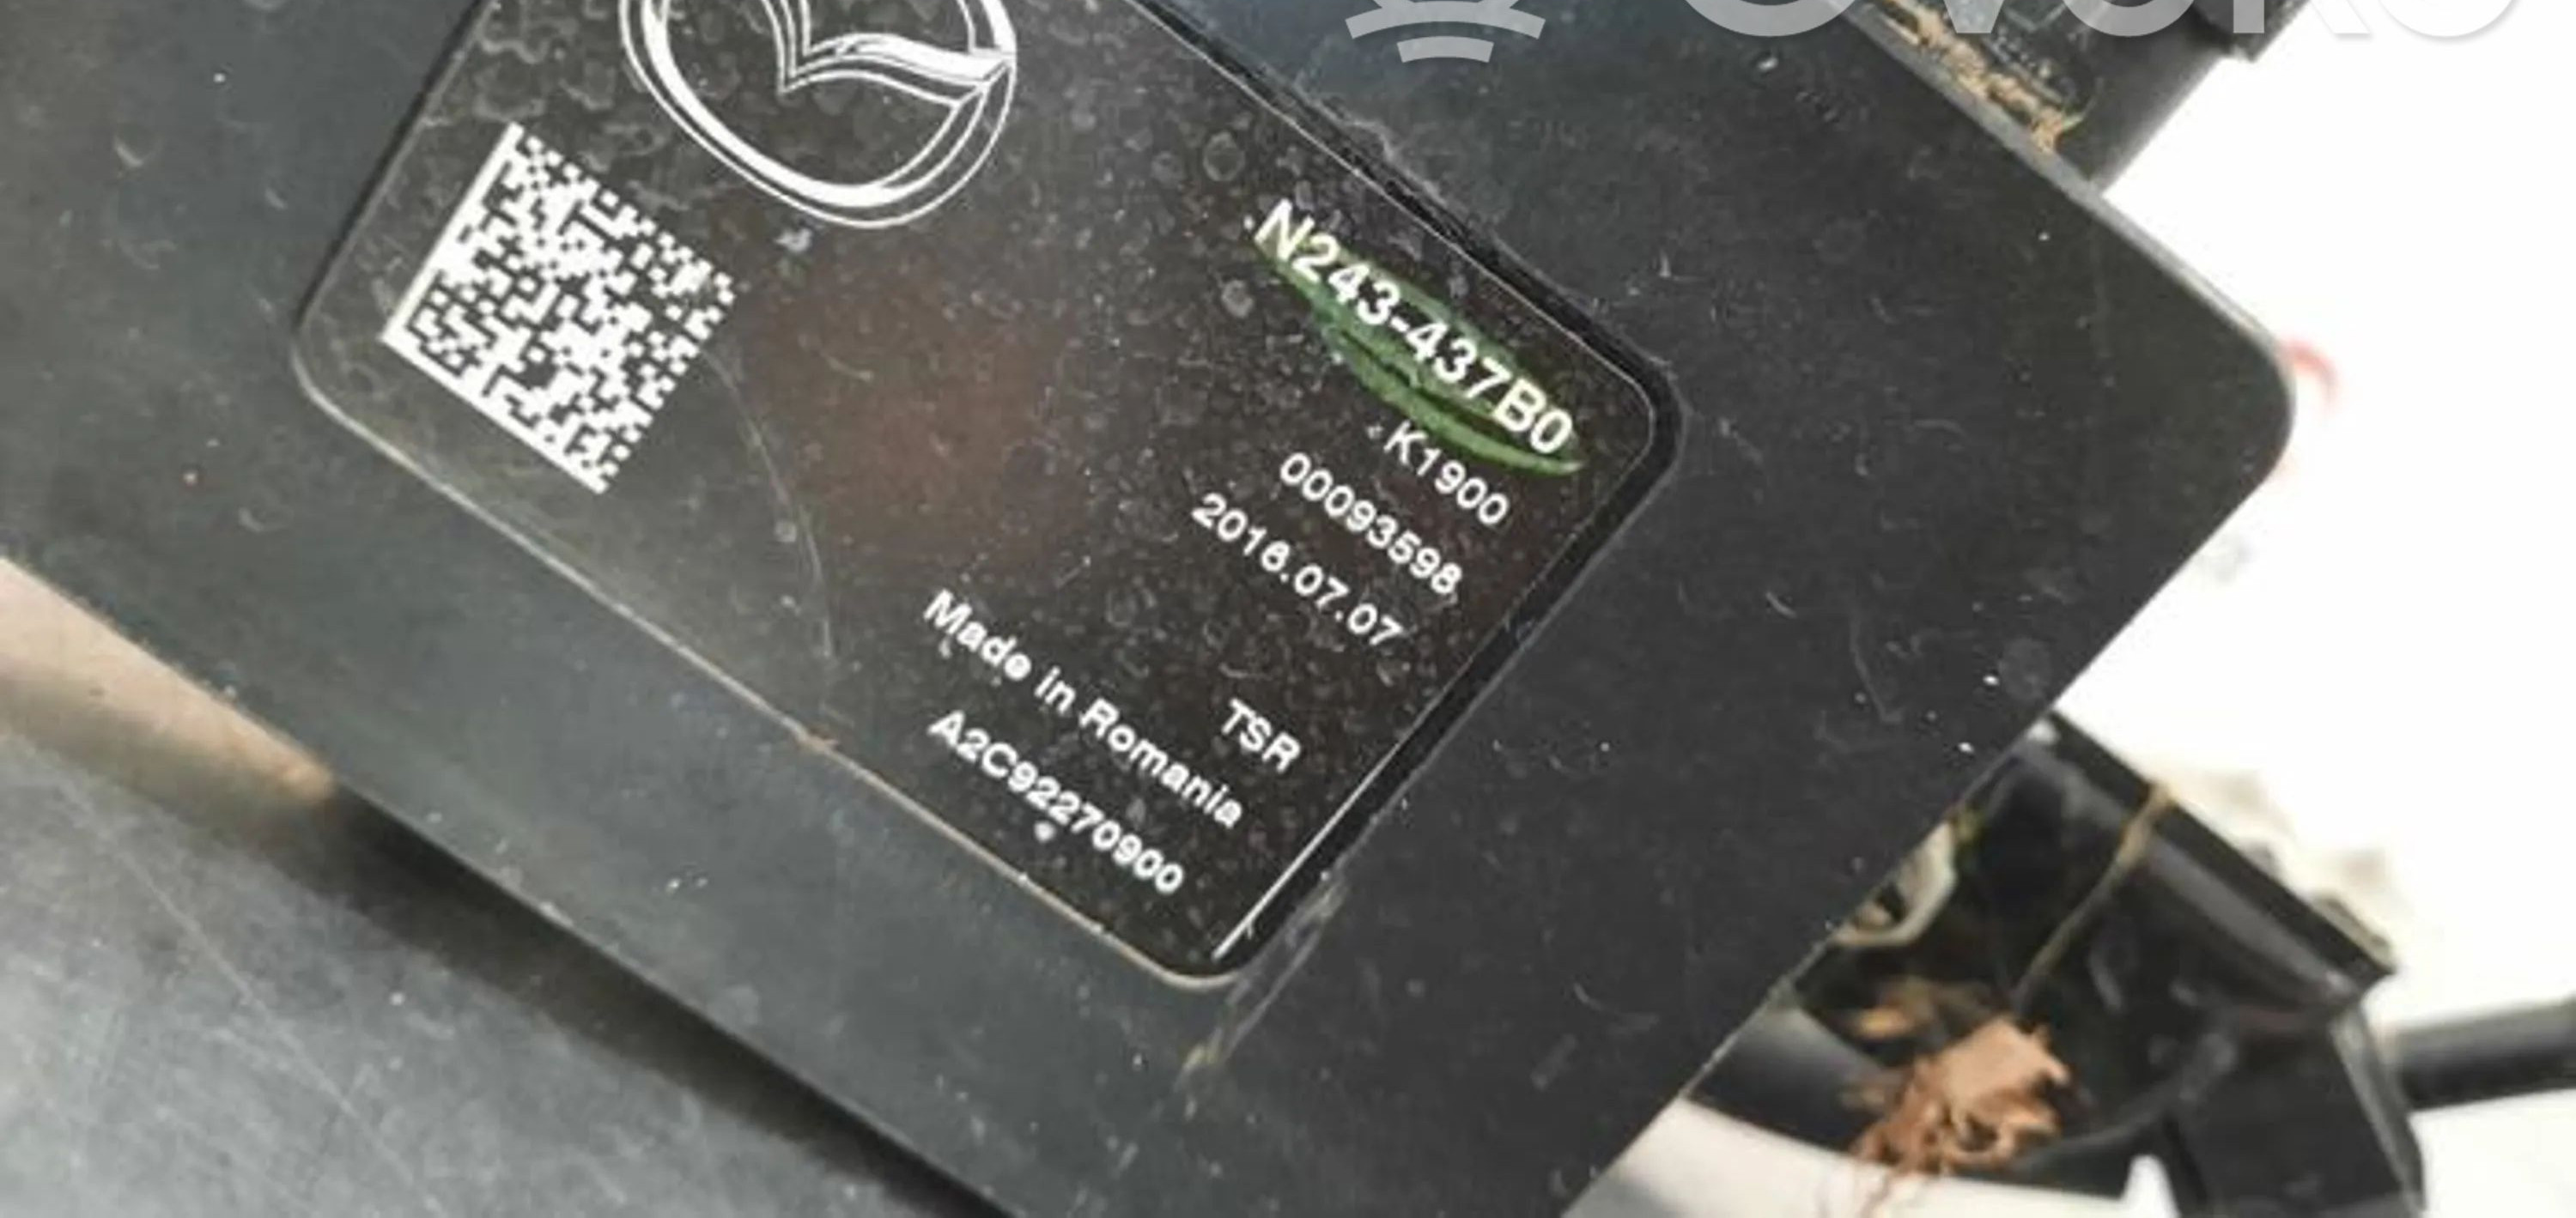 N243-437B0
K1900
00093598
2016.07.07
TSR
Made in Romania
A2C92270900